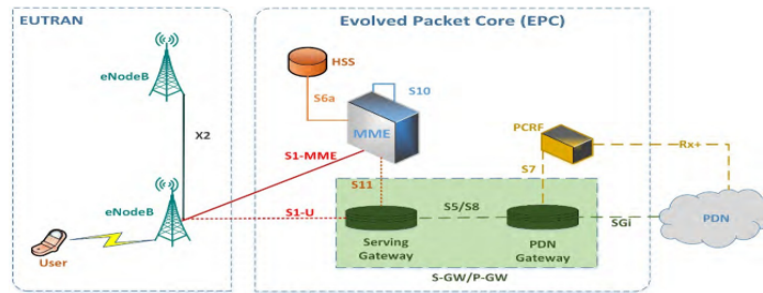 EUTRAN
Evolved Packet Core (EPC)
eNodeB
HSS
S6a
S10
MME
PCRF
X2
S1-MME
Rx+
S7
S11
eNodeB
S1-U
S5/S8
SGi
PDN
User
Serving
Gateway
PDN
Gateway
S-GW/P-GW